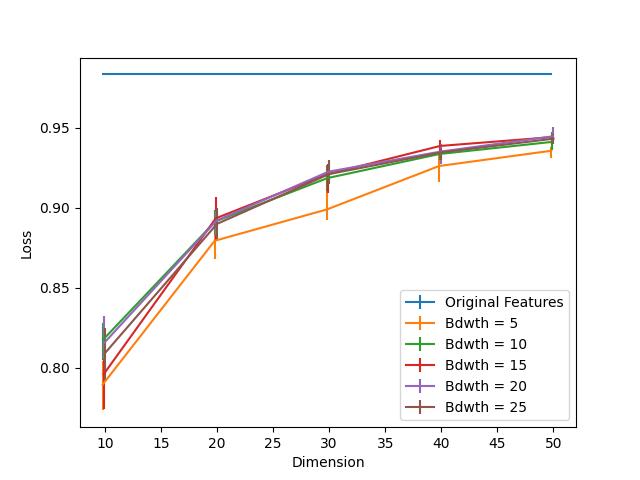 0.95
0.90
0.85
0.80
Loss
Original Features
Bdwth = 5
Bdwth = 10
Bdwth = 15
Bdwth = 20
Bdwth = 25
10 15 20 25 30 35 40 45 50
Dimension